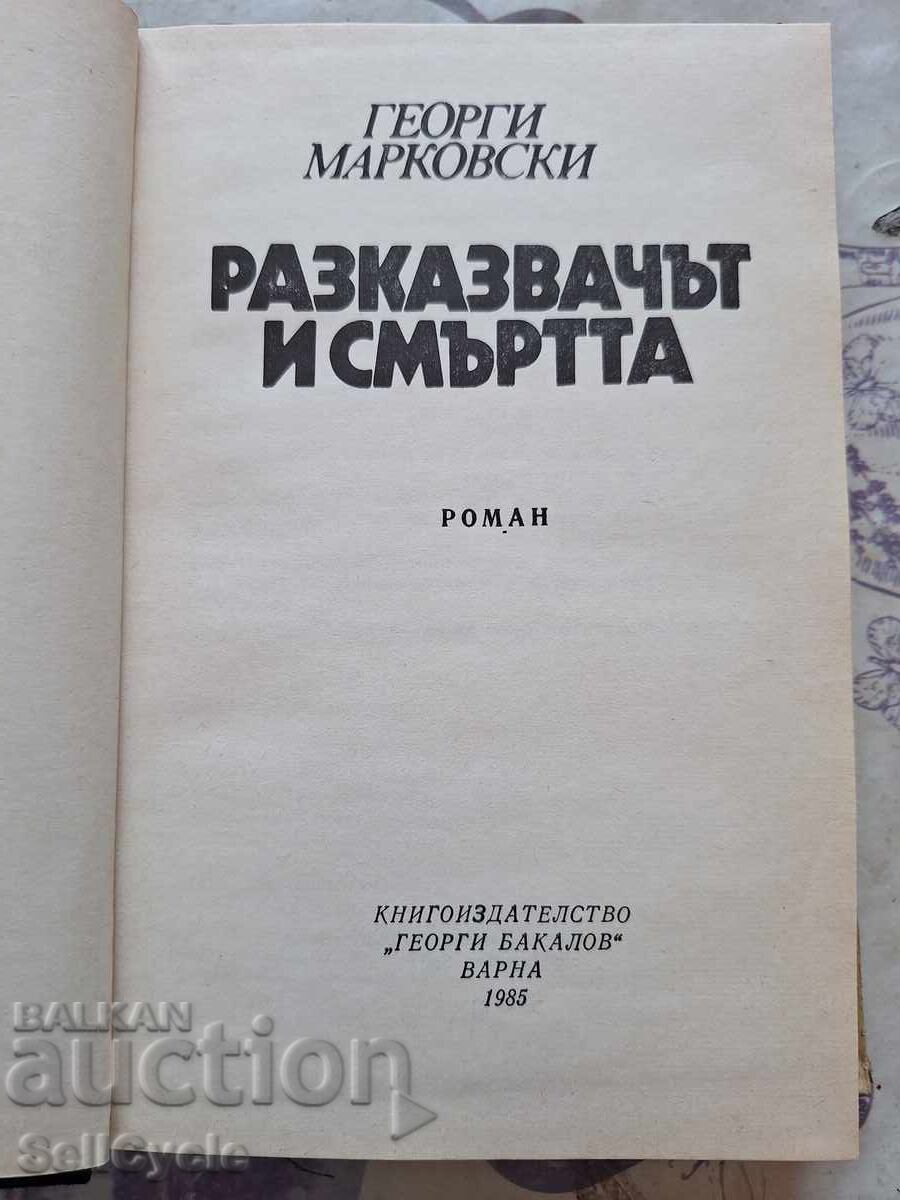 ГЕОРГИ
МАРКОВСКИ
РАЗКАЗВАЧЪТ
И СМЪРТТА
РОМАН
КНИГОИЗДАТЕЛСТВО
„ГЕОРГИ БАКАЛОВ“
ВАРНА
1985
BALKAN
auction
SellCycle